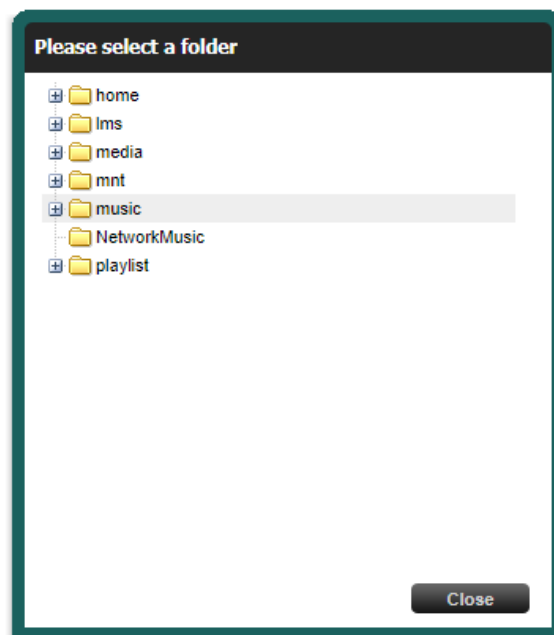 Please select a folder
home
lms
media
mnt
music
NetworkMusic
playlist
Close